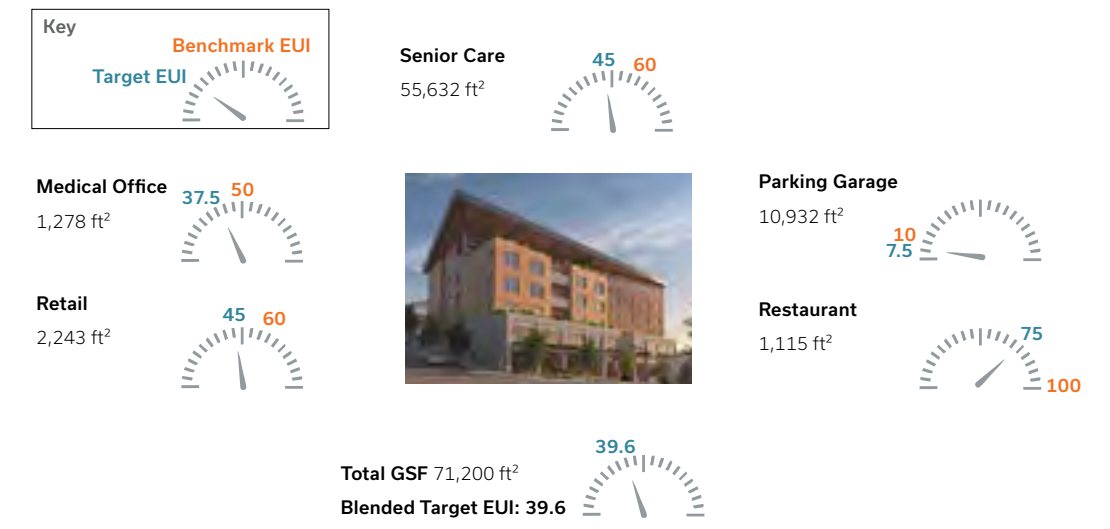 Key
Benchmark EUI
Target EUI
Senior Care
55,632 ft²
45
60
Medical Office
1,278 ft²
37.5
50
Parking Garage
10,932 ft²
10
7.5
Retail
2,243 ft²
45
60
Restaurant
1,115 ft²
75
100
Total GSF 71,200 ft²
Blended Target EUI: 39.6
39.6